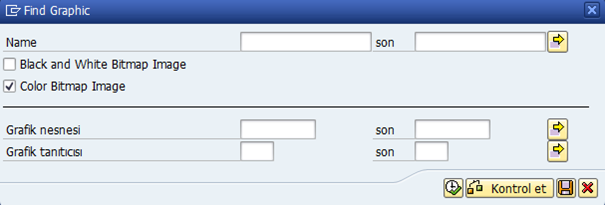 Find Graphic
Name son
Black and White Bitmap Image
Color Bitmap Image
Grafik nesnesi son
Grafik tanıtıcısı son
Kontrol et